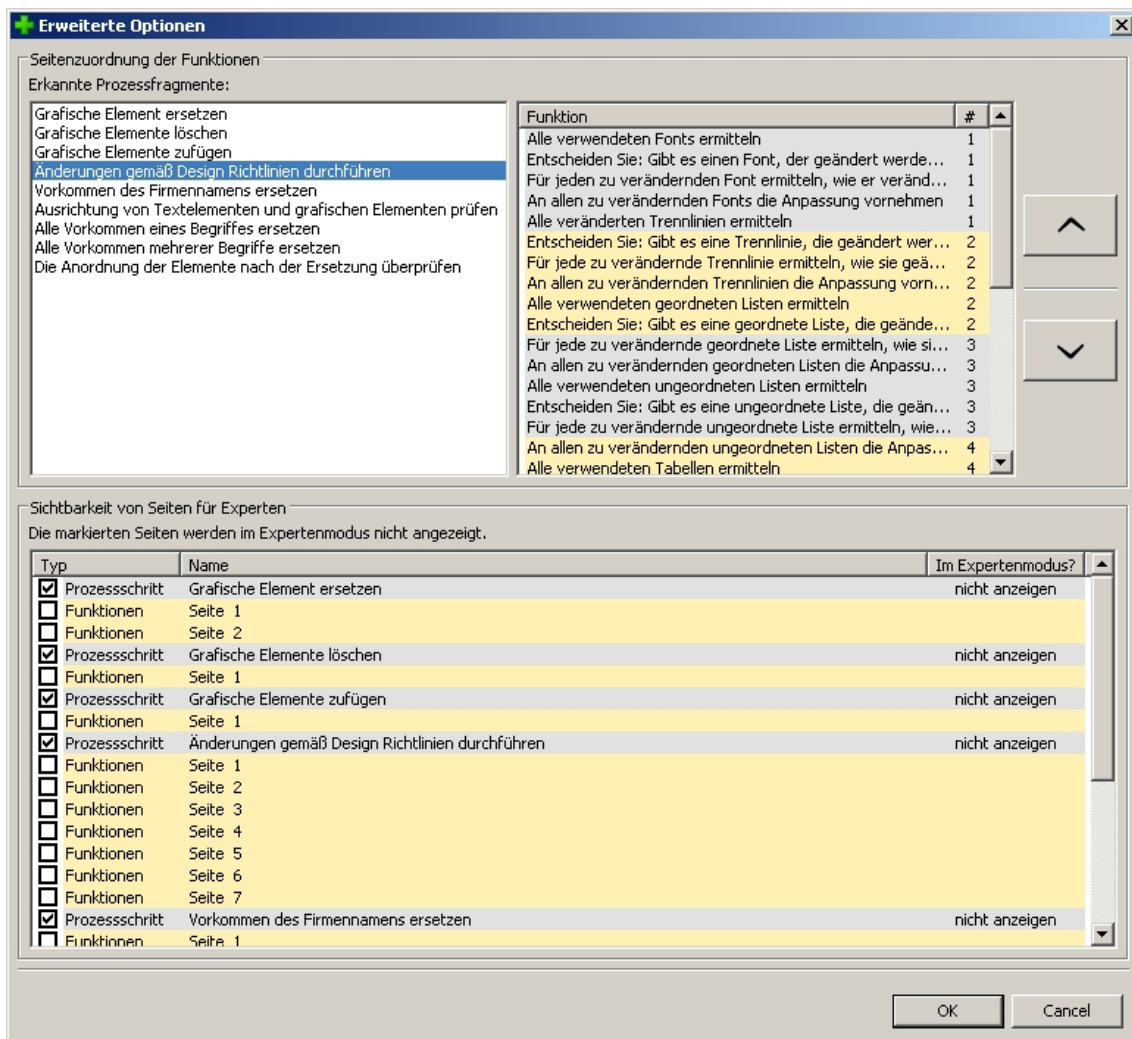 Erweiterte Optionen
Seitenzuordnung der Funktionen
Erkannte Prozessfragmente:
Grafische Element ersetzen
Grafische Elemente löschen
Grafische Elemente zufügen
Änderungen gemäß Design Richtlinien durchführen
Vorkommen des Firmennamens ersetzen
Ausrichtung von Textelementen und grafischen Elementen prüfen
Alle Vorkommen eines Begriffes ersetzen
Alle Vorkommen mehrerer Begriffe ersetzen
Die Anordnung der Elemente nach der Ersetzung überprüfen
Funktion #
Alle verwendeten Fonts ermitteln 1
Entscheiden Sie: Gibt es einen Font, der geändert werde... 1
Für jeden zu verändernden Font ermitteln, wie er veränd... 1
An allen zu verändernden Fonts die Anpassung vornehmen 1
Alle veränderten Trennlinien ermitteln 1
Entscheiden Sie: Gibt es eine Trennlinie, die geändert wer... 2
Für jede zu verändernde Trennlinie ermitteln, wie sie geä... 2
An allen zu verändernden Trennlinien die Anpassung vorn... 2
Alle verwendeten geordneten Listen ermitteln 2
Entscheiden Sie: Gibt es eine geordnete Liste, die geände... 2
Für jede zu verändernde geordnete Liste ermitteln, wie si... 3
An allen zu verändernden geordneten Listen die Anpassu... 3
Alle verwendeten ungeordneten Listen ermitteln 3
Entscheiden Sie: Gibt es eine ungeordnete Liste, die geän... 3
Für jede zu verändernde ungeordnete Liste ermitteln, wie... 3
An allen zu verändernden ungeordneten Listen die Anpas... 4
Alle verwendeten Tabellen ermitteln 4
Sichtbarkeit von Seiten für Experten
Die markierten Seiten werden im Expertenmodus nicht angezeigt.
Typ Name Im Expertenmodus?
Prozessschritt Grafische Element ersetzen nicht anzeigen
Funktionen Seite 1
Funktionen Seite 2
Prozessschritt Grafische Elemente löschen nicht anzeigen
Funktionen Seite 1
Prozessschritt Grafische Elemente zufügen nicht anzeigen
Funktionen Seite 1
Prozessschritt Änderungen gemäß Design Richtlinien durchführen nicht anzeigen
Funktionen Seite 1
Funktionen Seite 2
Funktionen Seite 3
Funktionen Seite 4
Funktionen Seite 5
Funktionen Seite 6
Funktionen Seite 7
Prozessschritt Vorkommen des Firmennamens ersetzen nicht anzeigen
Funktionen Seite 1
OK Cancel